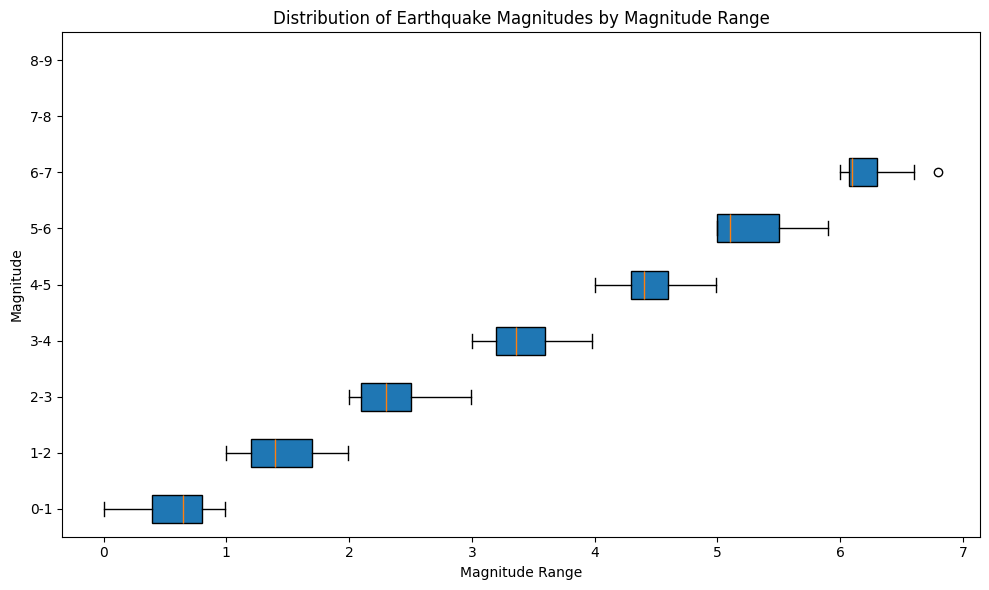 Distribution of Earthquake Magnitudes by Magnitude Range
Magnitude
8-9
7-8
6-7
5-6
4-5
3-4
2-3
1-2
0-1
0 1 2 3 4 5 6 7
Magnitude Range